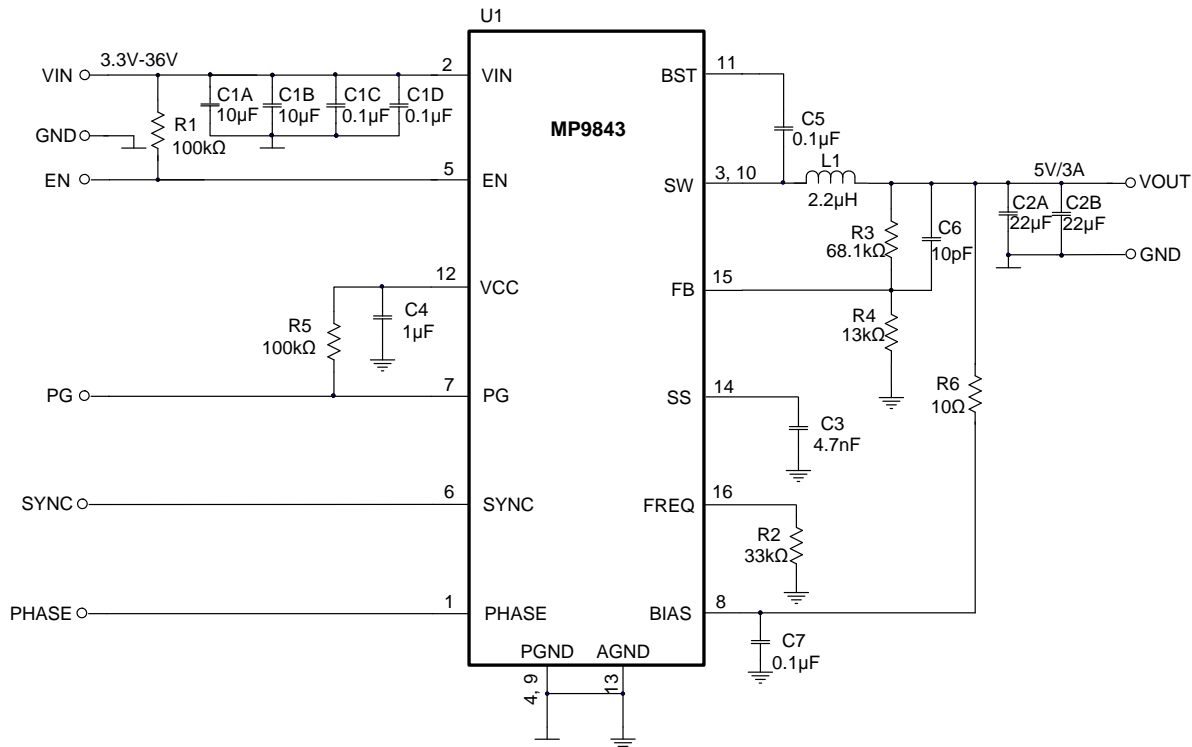 U1
MP9843
VIN
3.3V-36V
2
VIN
C1A
10µF
C1B
10µF
C1C
0.1µF
C1D
0.1µF
GND
R1
100kΩ
EN
5
EN
12
VCC
C4
1µF
R5
100kΩ
PG
7
PG
SYNC
6
SYNC
PHASE
1
PHASE
PGND
4, 9
AGND
13
BST
11
C5
0.1µF
SW
3, 10
L1
2.2µH
5V/3A
VOUT
C2A
22µF
C2B
22µF
GND
R3
68.1kΩ
C6
10pF
FB
15
R4
13kΩ
R6
10Ω
SS
14
C3
4.7nF
FREQ
16
R2
33kΩ
BIAS
8
C7
0.1µF